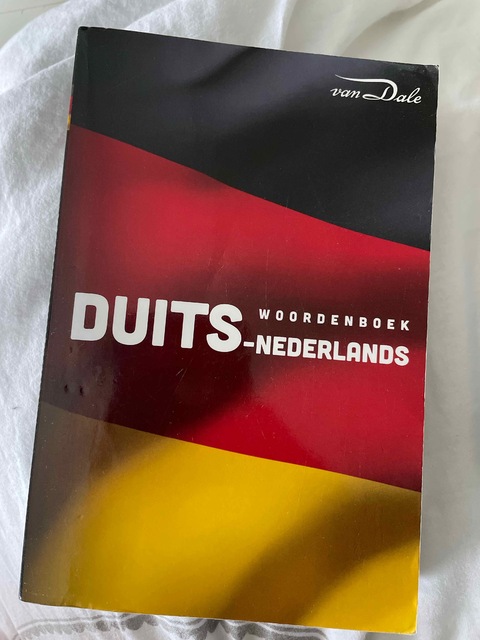 van Dale
WOORDENBOEK
DUITS
-NEDERLANDS